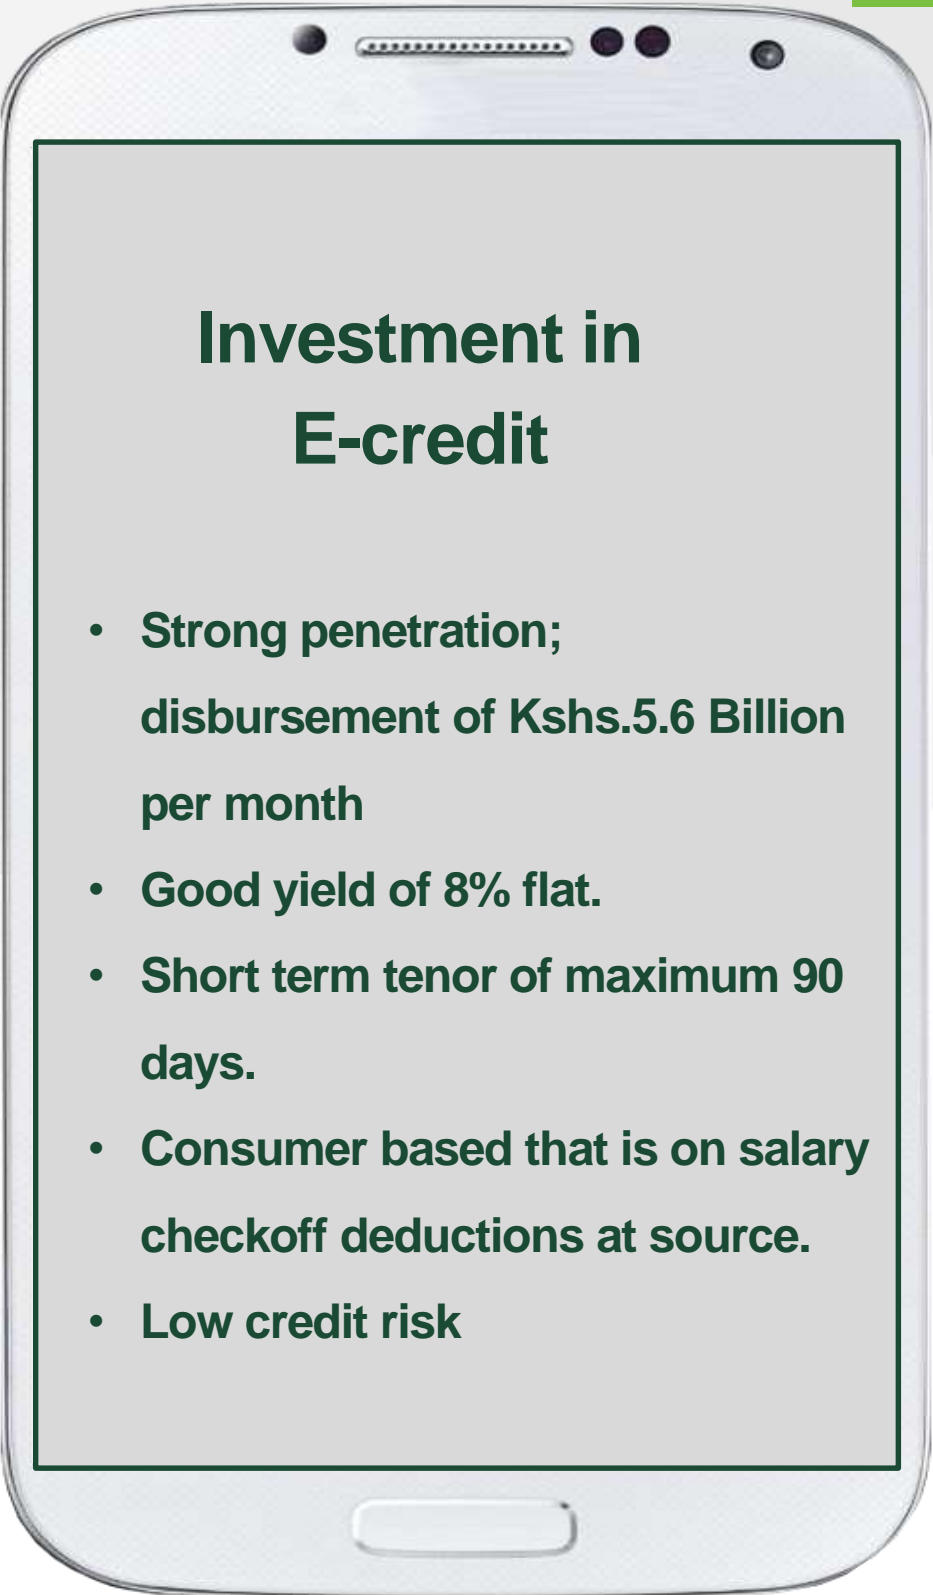 Investment in
E-credit
• Strong penetration;
disbursement of Kshs.5.6 Billion
per month
• Good yield of 8% flat.
• Short term tenor of maximum 90
days.
• Consumer based that is on salary
checkoff deductions at source.
• Low credit risk